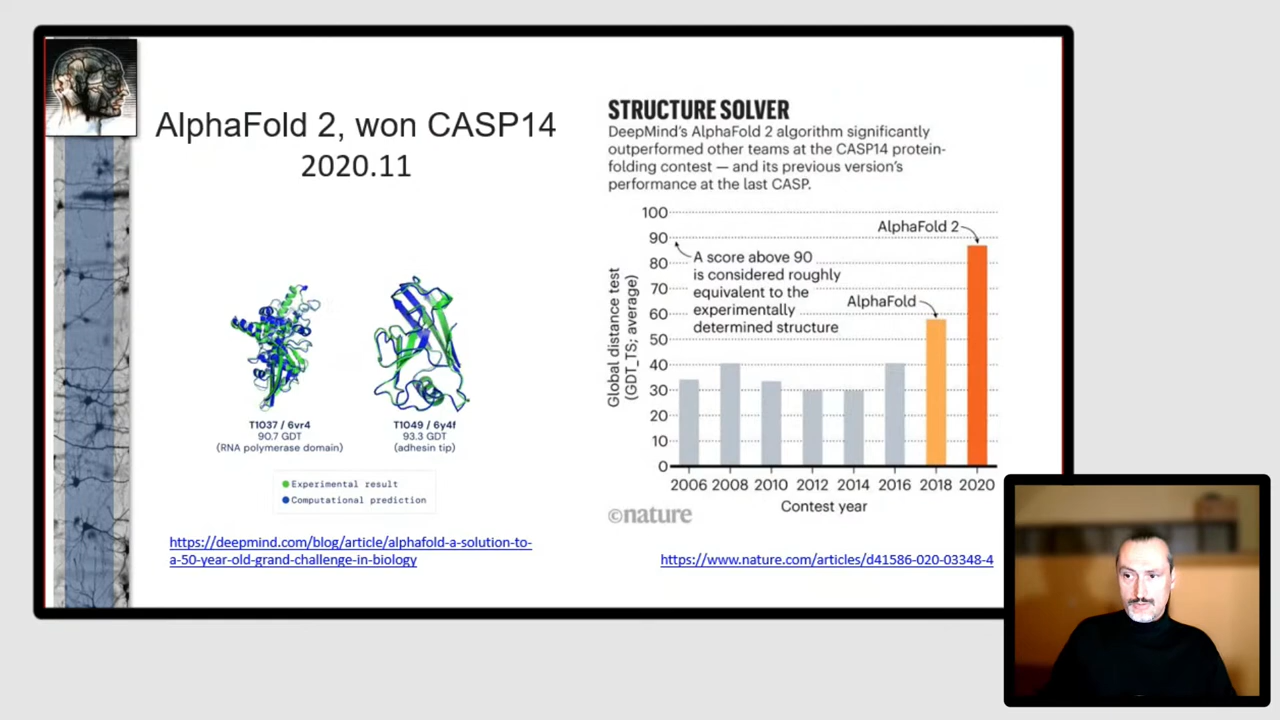 AlphaFold 2, won CASP14
2020.11
T1037 / 6vr4
90.7 GDT
(RNA polymerase domain)
T1049 / 6y4f
93.3 GDT
(adhesin tip)
Experimental result
Computational prediction
https://deepmind.com/blog/article/alphafold-a-solution-to-
a-50-year-old-grand-challenge-in-biology
STRUCTURE SOLVER
DeepMind's AlphaFold 2 algorithm significantly
outperformed other teams at the CASP14 protein-
folding contest — and its previous version's
performance at the last CASP.
Global distance test
(GDT_TS; average)
100
90
80
70
60
50
40
30
20
10
0
A score above 90
is considered roughly
equivalent to the
experimentally
determined structure
AlphaFold 2
AlphaFold
2006 2008 2010 2012 2014 2016 2018 2020
Contest year
©nature
https://www.nature.com/articles/d41586-020-03348-4